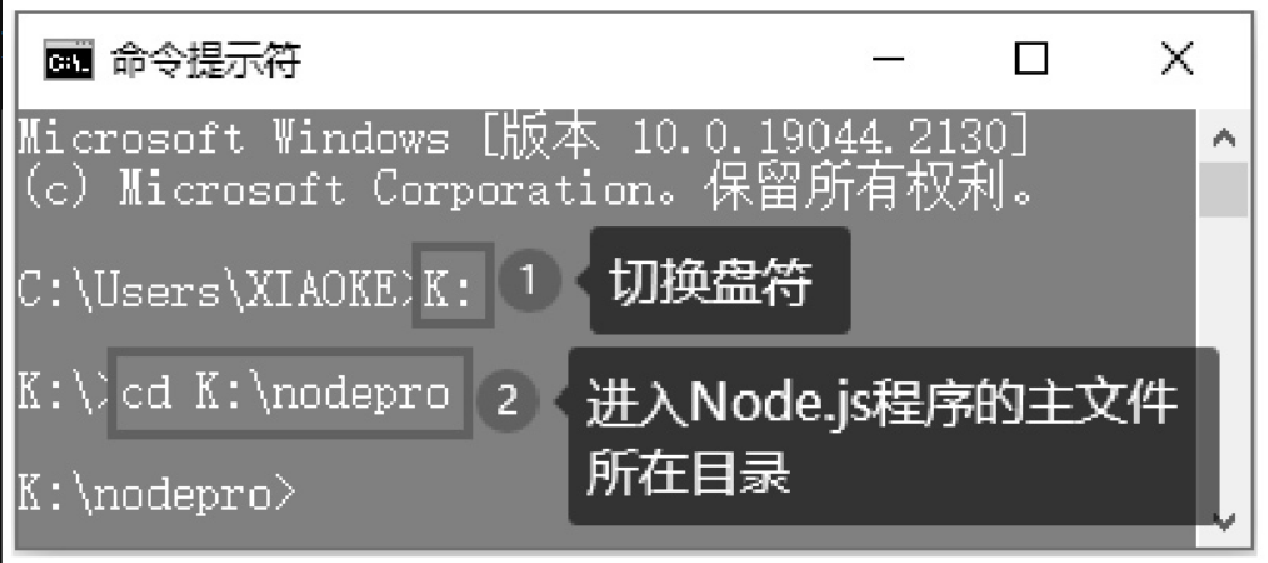 命令提示符
Microsoft Windows [版本 10.0.19044.2130]
(c) Microsoft Corporation。保留所有权利。
C:\Users\XIAOKE>K: 1 切换盘符
K:\>cd K:\nodepro 2 进入Node.js程序的主文件
所在目录
K:\nodepro>